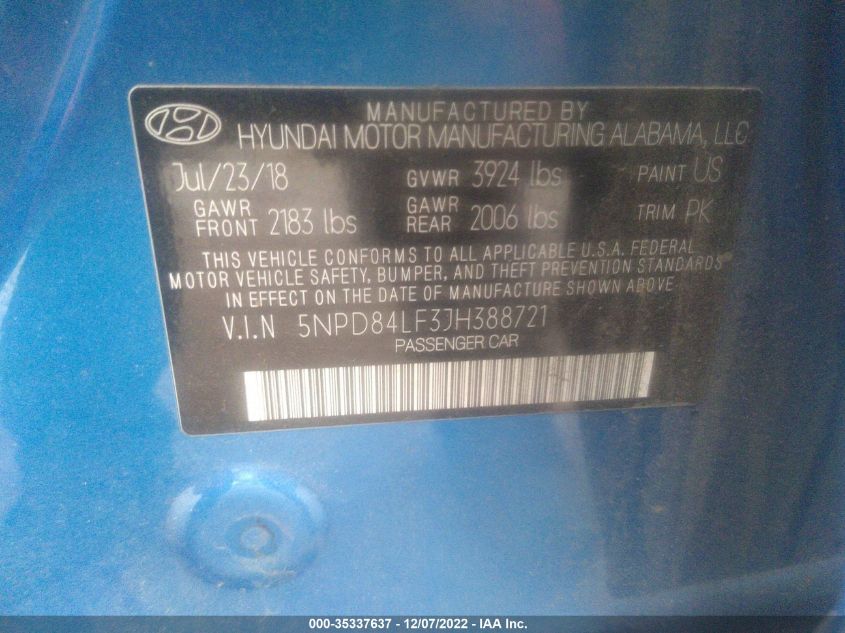 MANUFACTURED BY
HYUNDAI MOTOR MANUFACTURING ALABAMA, LLC
Jul/23/18 GVWR 3924 lbs PAINT US
GAWR FRONT 2183 lbs GAWR REAR 2006 lbs TRIM PK
THIS VEHICLE CONFORMS TO ALL APPLICABLE U.S.A. FEDERAL
MOTOR VEHICLE SAFETY, BUMPER, AND THEFT PREVENTION STANDARDS
IN EFFECT ON THE DATE OF MANUFACTURE SHOWN ABOVE.
V.I.N 5NPD84LF3JH388721
PASSENGER CAR
000-35337637 - 12/07/2022 - IAA Inc.